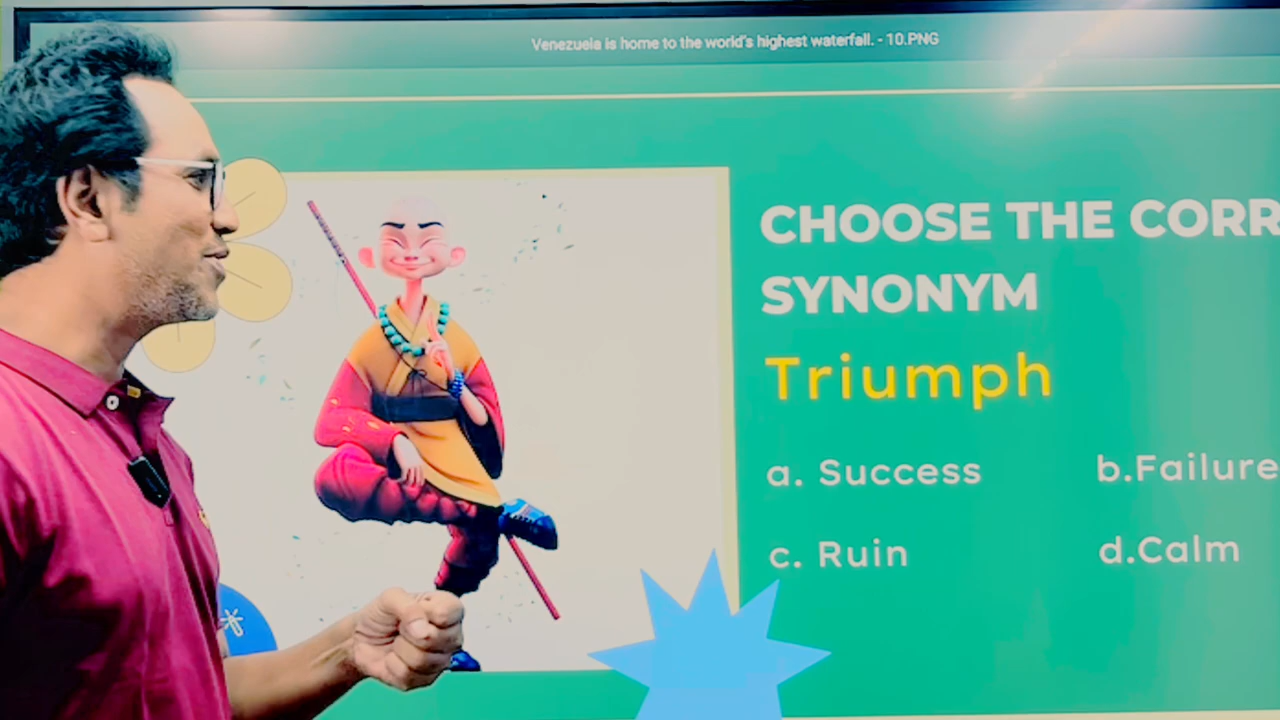 Venezuela is home to the world's highest waterfall. - 10.PNG
CHOOSE THE CORR
SYNONYM
Triumph
a. Success b.Failure
c. Ruin d.Calm